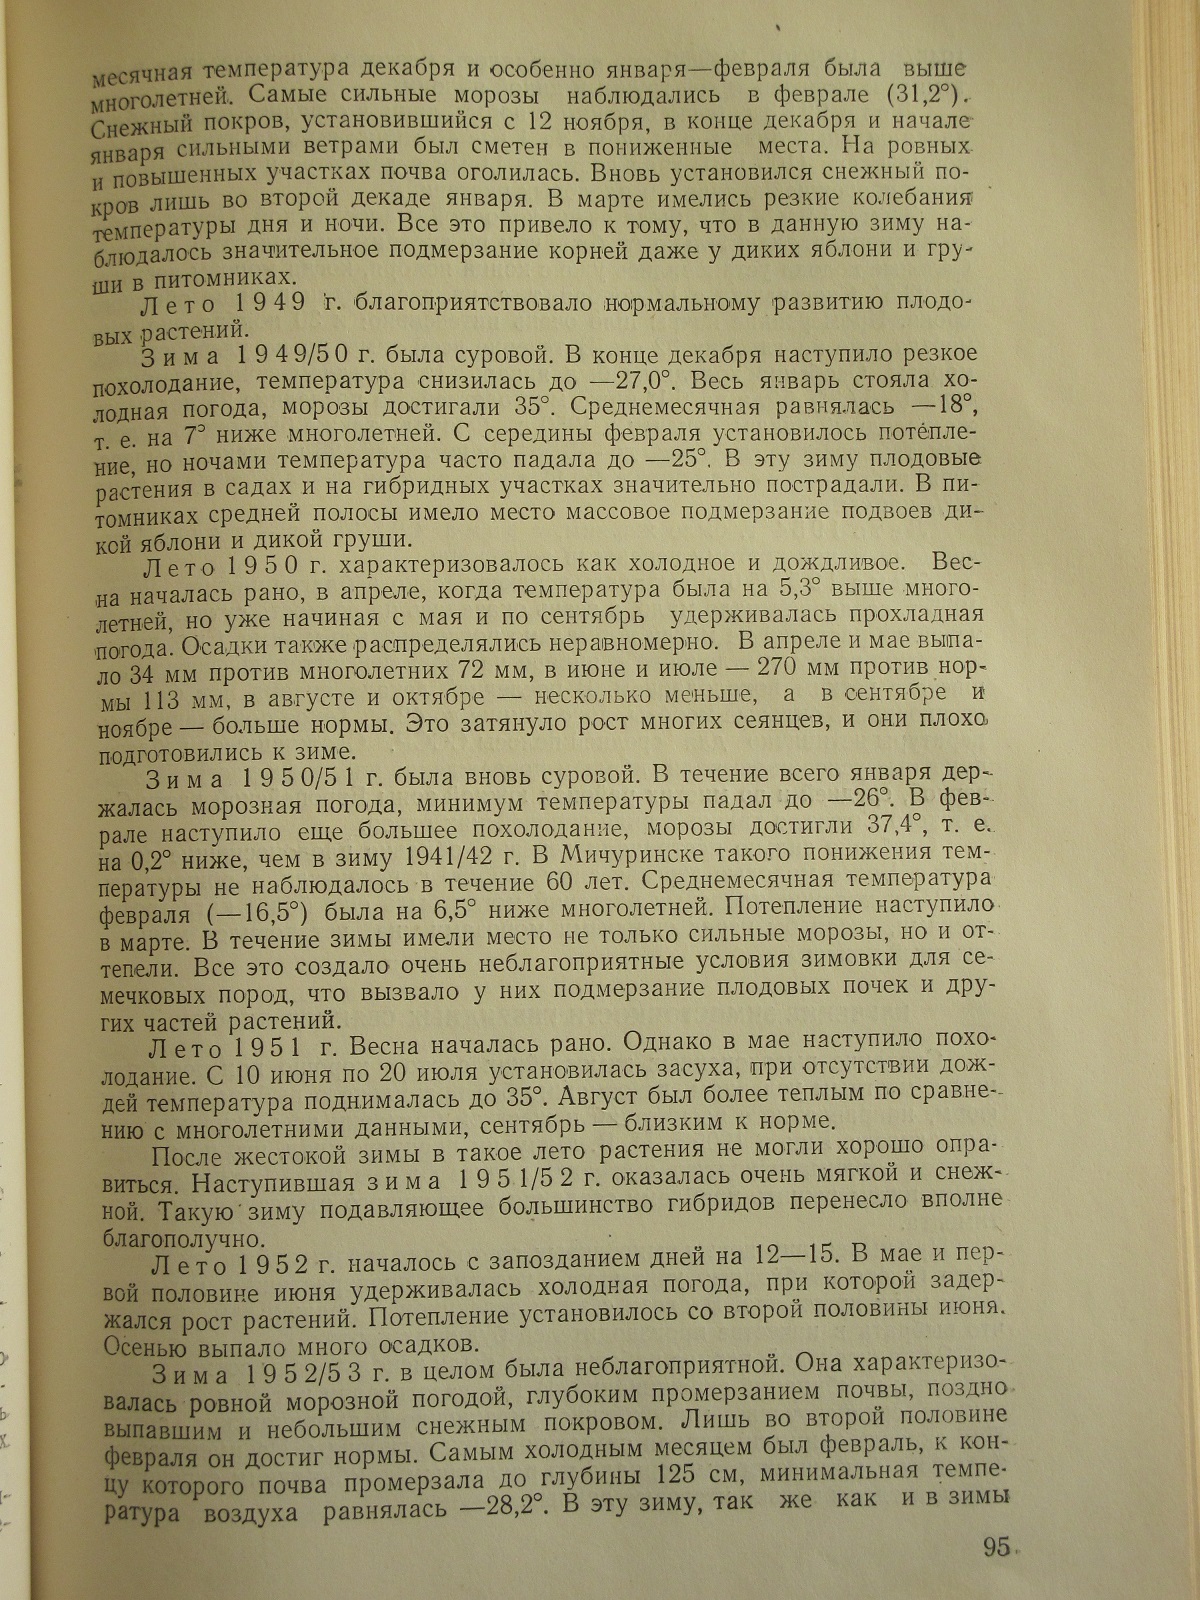 месячная температура декабря и особенно января—февраля была выше
многолетней. Самые сильные морозы наблюдались в феврале (31,2°).
Снежный покров, установившийся с 12 ноября, в конце декабря и начале
января сильными ветрами был сметен в пониженные места. На ровных
и повышенных участках почва оголилась. Вновь установился снежный по-
кров лишь во второй декаде января. В марте имелись резкие колебания
температуры дня и ночи. Все это привело к тому, что в данную зиму на-
блюдалось значительное подмерзание корней даже у диких яблони и гру-
ши в питомниках.
Лето 1949 г. благоприятствовало нормальному развитию плодо-
вых растений.
Зима 1949/50 г. была суровой. В конце декабря наступило резкое
похолодание, температура снизилась до —27,0°. Весь январь стояла хо-
лодная погода, морозы достигали 35°. Среднемесячная равнялась —18°,
т. е. на 7° ниже многолетней. С середины февраля установилось потепле-
ние, но ночами температура часто падала до —25°. В эту зиму плодовые
растения в садах и на гибридных участках значительно пострадали. В пи-
томниках средней полосы имело место массовое подмерзание подвоев ди-
кой яблони и дикой груши.
Лето 1950 г. характеризовалось как холодное и дождливое. Вес-
на началась рано, в апреле, когда температура была на 5,3° выше много-
летней, но уже начиная с мая и по сентябрь удерживалась прохладная
погода. Осадки также распределялись неравномерно. В апреле и мае выпа-
ло 34 мм против многолетних 72 мм, в июне и июле — 270 мм против нор-
мы 113 мм, в августе и октябре — несколько меньше, а в сентябре и
ноябре — больше нормы. Это затянуло рост многих сеянцев, и они плохо
подготовились к зиме.
Зима 1950/51 г. была вновь суровой. В течение всего января дер-
жалась морозная погода, минимум температуры падал до —26°. В фев-
рале наступило еще большее похолодание, морозы достигли 37,4°, т. е.
на 0,2° ниже, чем в зиму 1941/42 г. В Мичуринске такого понижения тем-
пературы не наблюдалось в течение 60 лет. Среднемесячная температура
февраля (—16,5°) была на 6,5° ниже многолетней. Потепление наступило
в марте. В течение зимы имели место не только сильные морозы, но и от-
тепели. Все это создало очень неблагоприятные условия зимовки для се-
мечковых пород, что вызвало у них подмерзание плодовых почек и дру-
гих частей растений.
Лето 1951 г. Весна началась рано. Однако в мае наступило похо-
лодание. С 10 июня по 20 июля установилась засуха, при отсутствии дож-
дей температура поднималась до 35°. Август был более теплым по сравне-
нию с многолетними данными, сентябрь — близким к норме.
После жестокой зимы в такое лето растения не могли хорошо опра-
виться. Наступившая зима 1951/52 г. оказалась очень мягкой и снеж-
ной. Такую зиму подавляющее большинство гибридов перенесло вполне
благополучно.
Лето 1952 г. началось с запозданием дней на 12—15. В мае и пер-
вой половине июня удерживалась холодная погода, при которой задер-
жался рост растений. Потепление установилось со второй половины июня.
Осенью выпало много осадков.
Зима 1952/53 г. в целом была неблагоприятной. Она характеризо-
валась ровной морозной погодой, глубоким промерзанием почвы, поздно
выпавшим и небольшим снежным покровом. Лишь во второй половине
февраля он достиг нормы. Самым холодным месяцем был февраль, к кон-
цу которого почва промерзала до глубины 125 см, минимальная темпе-
ратура воздуха равнялась —28,2°. В эту зиму, так же как и в зимы
95